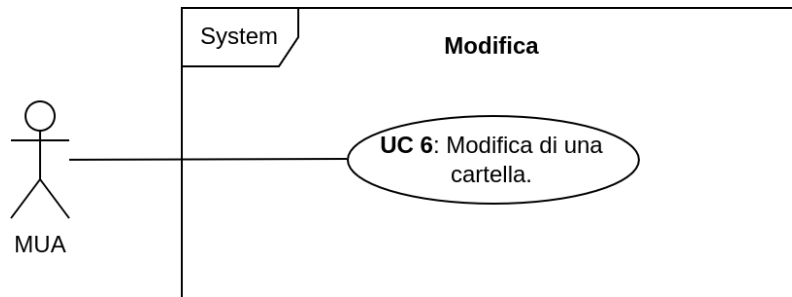 System
Modifica
UC 6: Modifica di una
cartella.
MUA